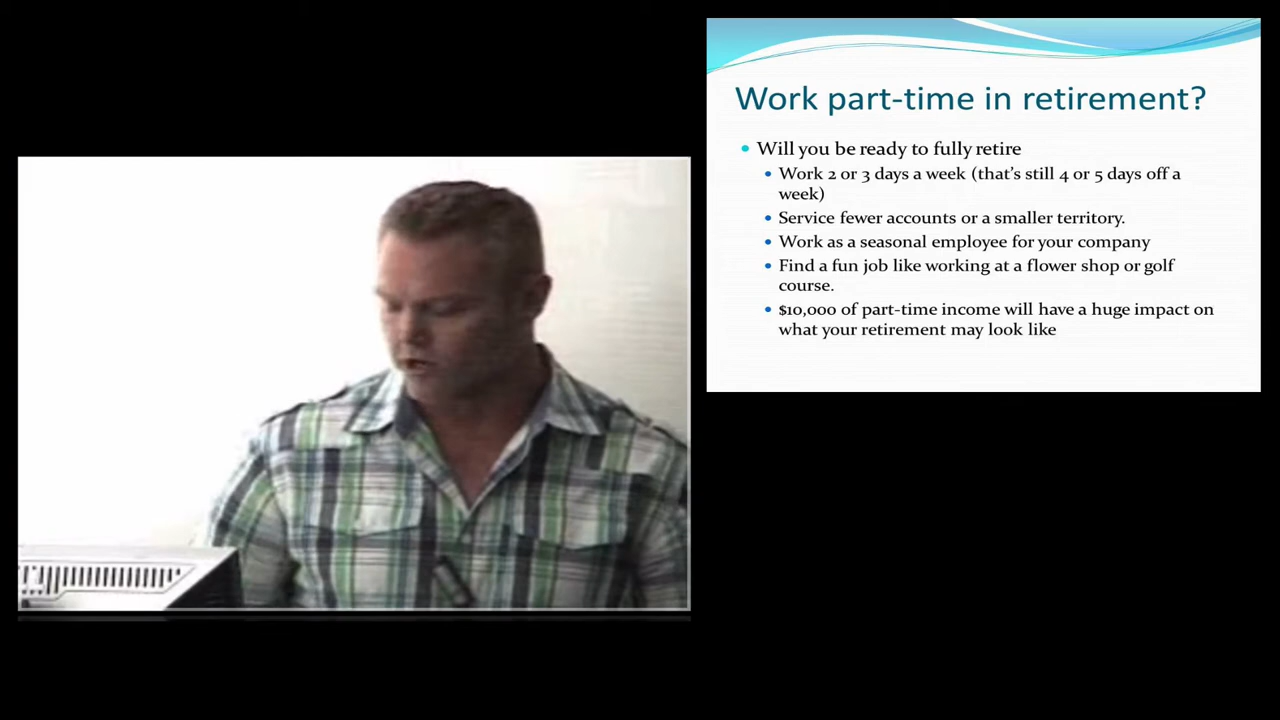 Work part-time in retirement?
Will you be ready to fully retire
Work 2 or 3 days a week (that's still 4 or 5 days off a
week)
Service fewer accounts or a smaller territory.
Work as a seasonal employee for your company
Find a fun job like working at a flower shop or golf
course.
$10,000 of part-time income will have a huge impact on
what your retirement may look like